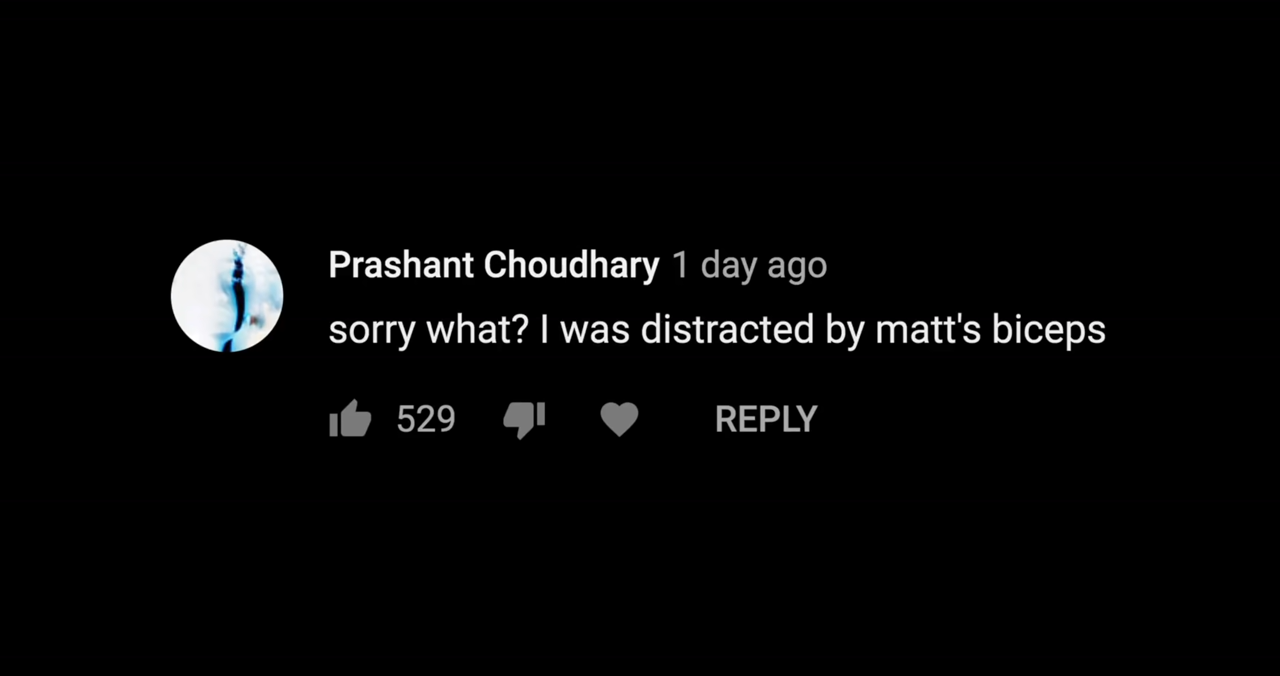 Prashant Choudhary 1 day ago
sorry what? I was distracted by matt's biceps
529 REPLY